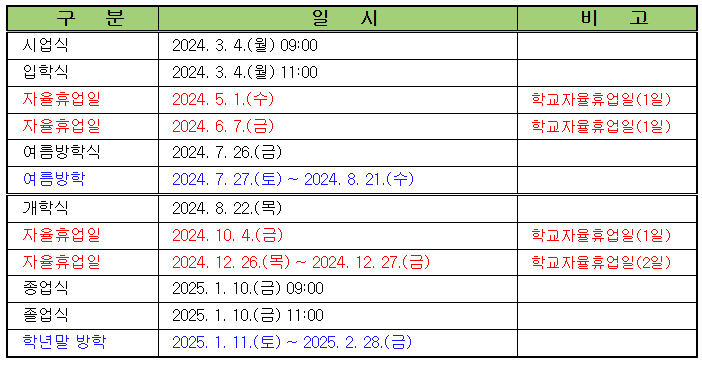 구 분 일 시 비 고
시업식 2024. 3. 4.(월) 09:00
입학식 2024. 3. 4.(월) 11:00
자율휴업일 2024. 5. 1.(수) 학교자율휴업일(1일)
자율휴업일 2024. 6. 7.(금) 학교자율휴업일(1일)
여름방학식 2024. 7. 26.(금)
여름방학 2024. 7. 27.(토) ~ 2024. 8. 21.(수)
개학식 2024. 8. 22.(목)
자율휴업일 2024. 10. 4.(금) 학교자율휴업일(1일)
자율휴업일 2024. 12. 26.(목) ~ 2024. 12. 27.(금) 학교자율휴업일(2일)
종업식 2025. 1. 10.(금) 09:00
졸업식 2025. 1. 10.(금) 11:00
학년말 방학 2025. 1. 11.(토) ~ 2025. 2. 28.(금)